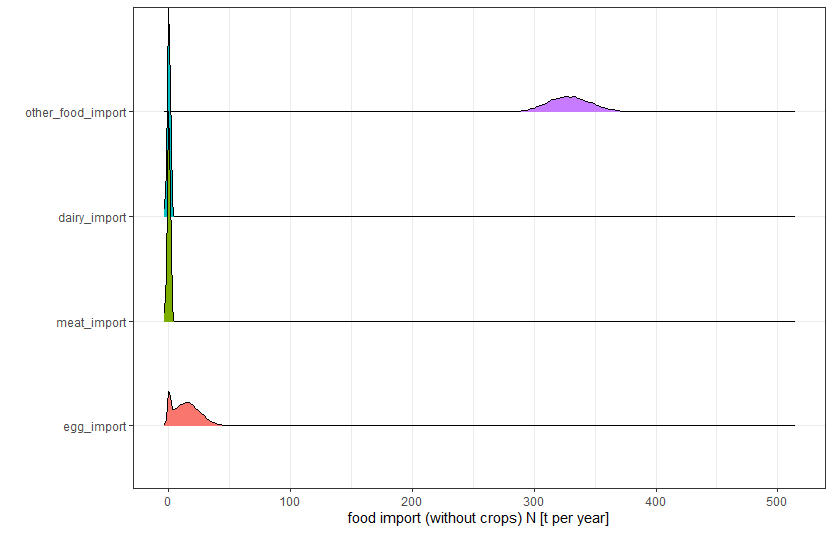 other_food_import
dairy_import
meat_import
egg_import
0 100 200 300 400 500
food import (without crops) N [t per year]